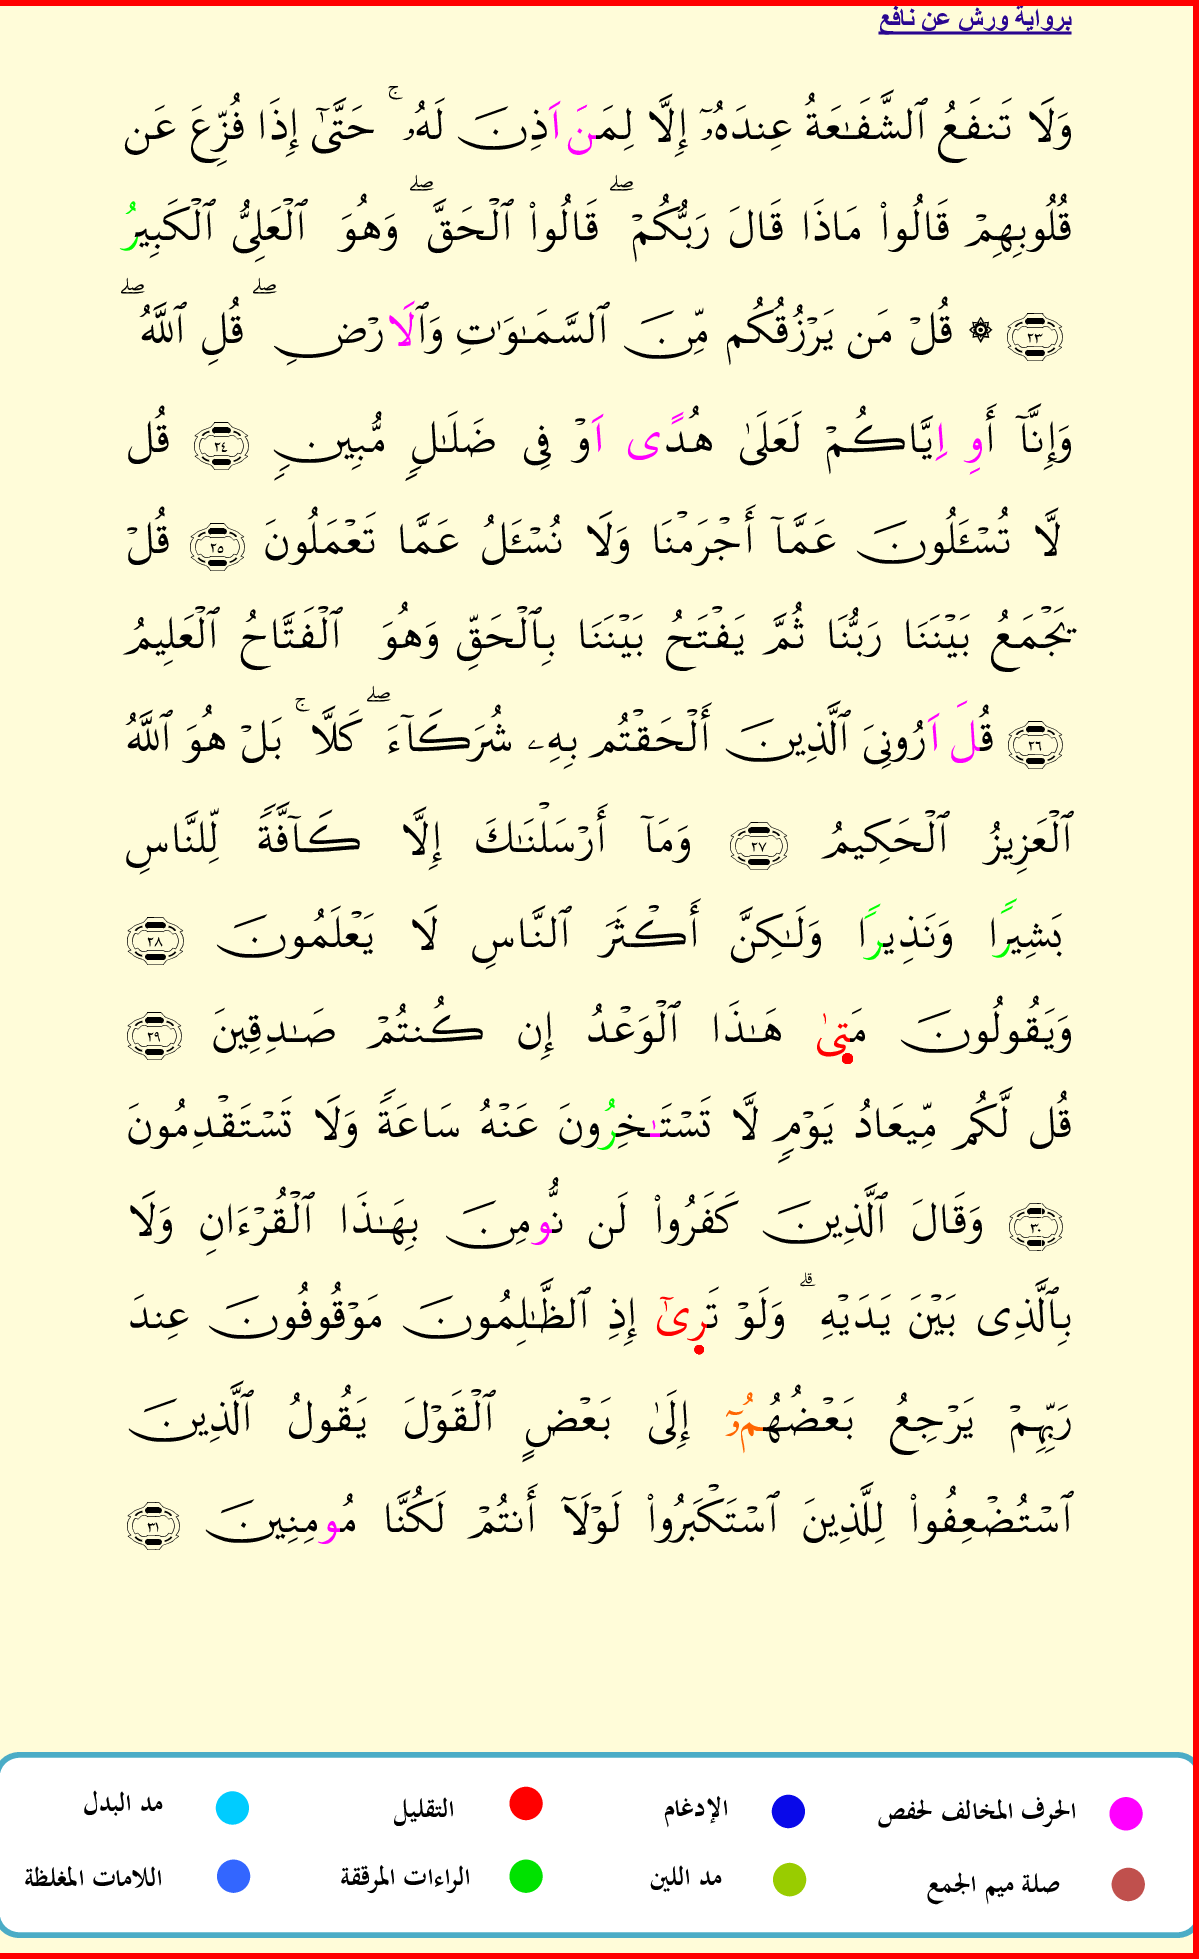 برواية ورش عن نافع
وَلَا تَنفَعُ ٱلشَّفَٰعَةُ عِندَهُۥٓ إِلَّا لِمَنَ اَذِنَ لَهُۥۚ حَتَّىٰٓ إِذَا فُزِّعَ عَن
قُلُوبِهِمْ قَالُواْ مَاذَا قَالَ رَبُّكُمْۖ قَالُواْ ٱلْحَقَّۖ وَهُوَ ٱلْعَلِىُّ ٱلْكَبِيرُ
٢٣ ۞ قُلْ مَن يَرْزُقُكُم مِّنَ ٱلسَّمَٰوَٰتِ وَٱلَارْضِۖ قُلِ ٱللَّهُۖ
وَإِنَّآ أَوِ اِيَّاكُمْ لَعَلَىٰ هُدًى اَوْ فِى ضَلَٰلٍ مُّبِينٍ ٢٤ قُل
لَّا تُسْـَٔلُونَ عَمَّآ أَجْرَمْنَا وَلَا نُسْـَٔلُ عَمَّا تَعْمَلُونَ ٢٥ قُلْ
يَجْمَعُ بَيْنَنَا رَبُّنَا ثُمَّ يَفْتَحُ بَيْنَنَا بِٱلْحَقِّ وَهُوَ ٱلْفَتَّاحُ ٱلْعَلِيمُ
٢٦ قُلَ اَرُونِىَ ٱلَّذِينَ أَلْحَقْتُم بِهِۦ شُرَكَآءَۖ كَلَّاۚ بَلْ هُوَ ٱللَّهُ
ٱلْعَزِيزُ ٱلْحَكِيمُ ٢٧ وَمَآ أَرْسَلْنَٰكَ إِلَّا كَآفَّةً لِّلنَّاسِ
بَشِيرًا وَنَذِيرًا وَلَٰكِنَّ أَكْثَرَ ٱلنَّاسِ لَا يَعْلَمُونَ ٢٨
وَيَقُولُونَ مَتىٰ هَٰذَا ٱلْوَعْدُ إِن كُنتُمْ صَٰدِقِينَ ٢٩
قُل لَّكُم مِّيعَادُ يَوْمٍ لَّا تَسْتَٰخِرُونَ عَنْهُ سَاعَةً وَلَا تَسْتَقْدِمُونَ
٣٠ وَقَالَ ٱلَّذِينَ كَفَرُواْ لَن نُّومِنَ بِهَٰذَا ٱلْقُرْءَانِ وَلَا
بِٱلَّذِى بَيْنَ يَدَيْهِۗ وَلَوْ تَرىٰٓ إِذِ ٱلظَّٰلِمُونَ مَوْقُوفُونَ عِندَ
رَبِّهِمْ يَرْجِعُ بَعْضُهُمُۥٓ إِلَىٰ بَعْضٍ ٱلْقَوْلَ يَقُولُ ٱلَّذِينَ
ٱسْتُضْعِفُواْ لِلَّذِينَ ٱسْتَكْبَرُواْ لَوْلَآ أَنتُمْ لَكُنَّا مُومِنِينَ ٣١
الحرف المخالف لحفص الإدغام التقليل مد البدل
صلة ميم الجمع مد اللين الراءات المرققة اللامات المغلظة